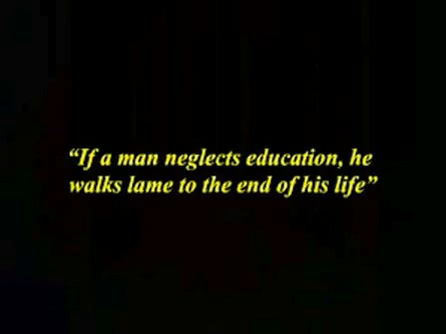 “If a man neglects education, he
walks lame to the end of his life”